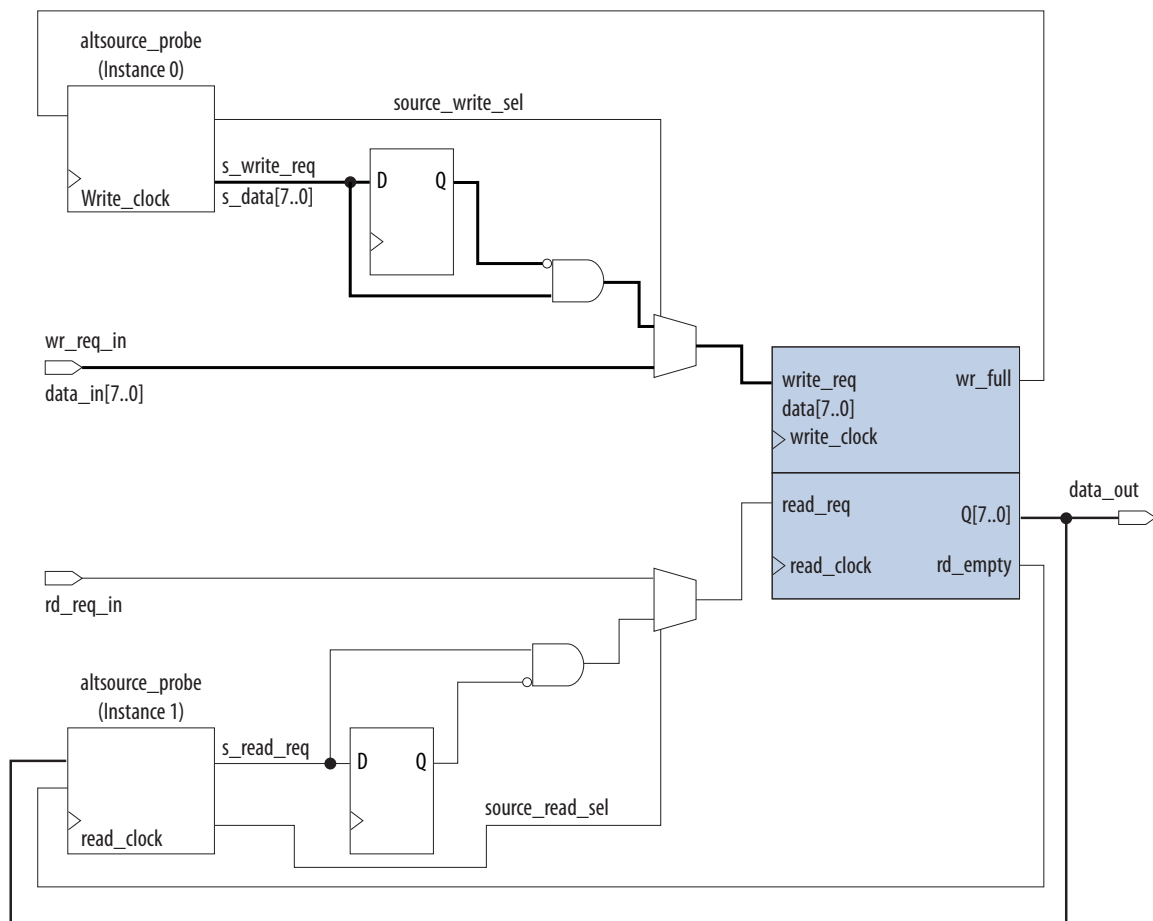 altsource_probe
(Instance 0)
source_write_sel
s_write_req
D Q
Write_clock
s_data[7..0]
wr_req_in
data_in[7..0]
write_req
wr_full
data[7..0]
write_clock
data_out
read_req
Q[7..0]
read_clock
rd_empty
rd_req_in
altsource_probe
(Instance 1)
s_read_req
D Q
source_read_sel
read_clock